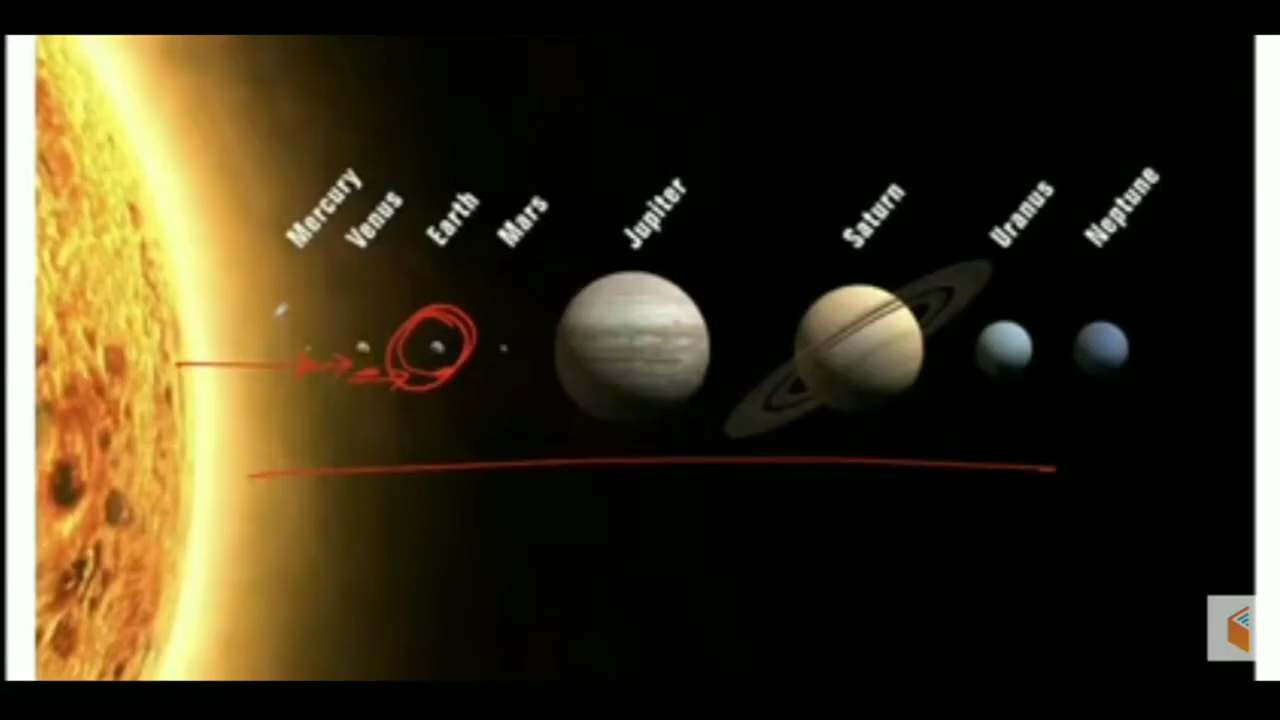 Mercury
Venus
Earth
Mars
Jupiter
Saturn
Uranus
Neptune